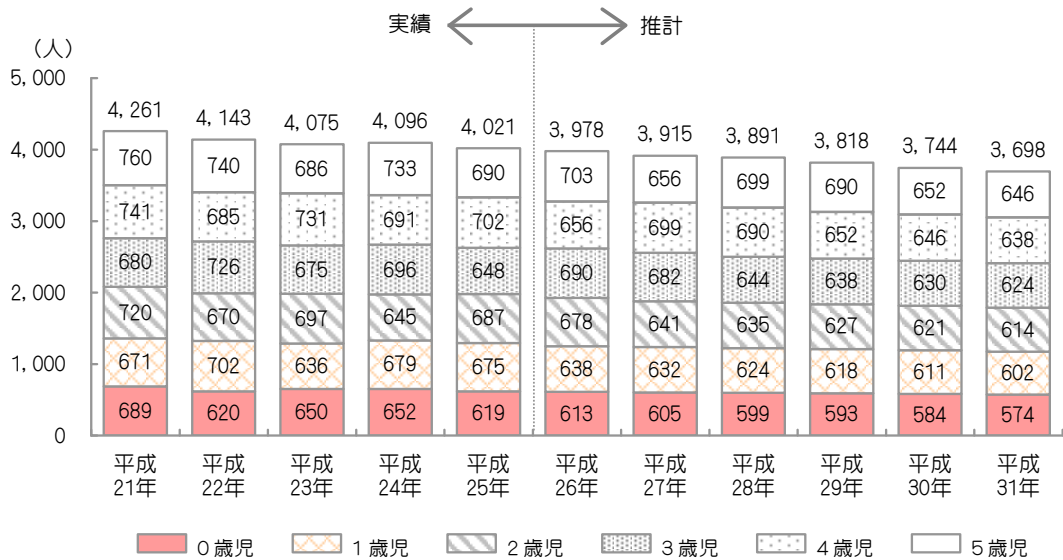 実績 推計
（人）
5,000
4,000
3,000
2,000
1,000
0
4,261 4,143 4,075 4,096 4,021 3,978 3,915 3,891 3,818 3,744 3,698
760 740 686 733 690 703 656 699 690 652 646
741 685 731 691 702 656 699 690 652 646 638
680 726 675 696 648 690 682 644 638 630 624
720 670 697 645 687 678 641 635 627 621 614
671 702 636 679 675 638 632 624 618 611 602
689 620 650 652 619 613 605 599 593 584 574
平成 平成 平成 平成 平成 平成 平成 平成 平成 平成 平成
21年 22年 23年 24年 25年 26年 27年 28年 29年 30年 31年
０歳児 １歳児 ２歳児 ３歳児 ４歳児 ５歳児